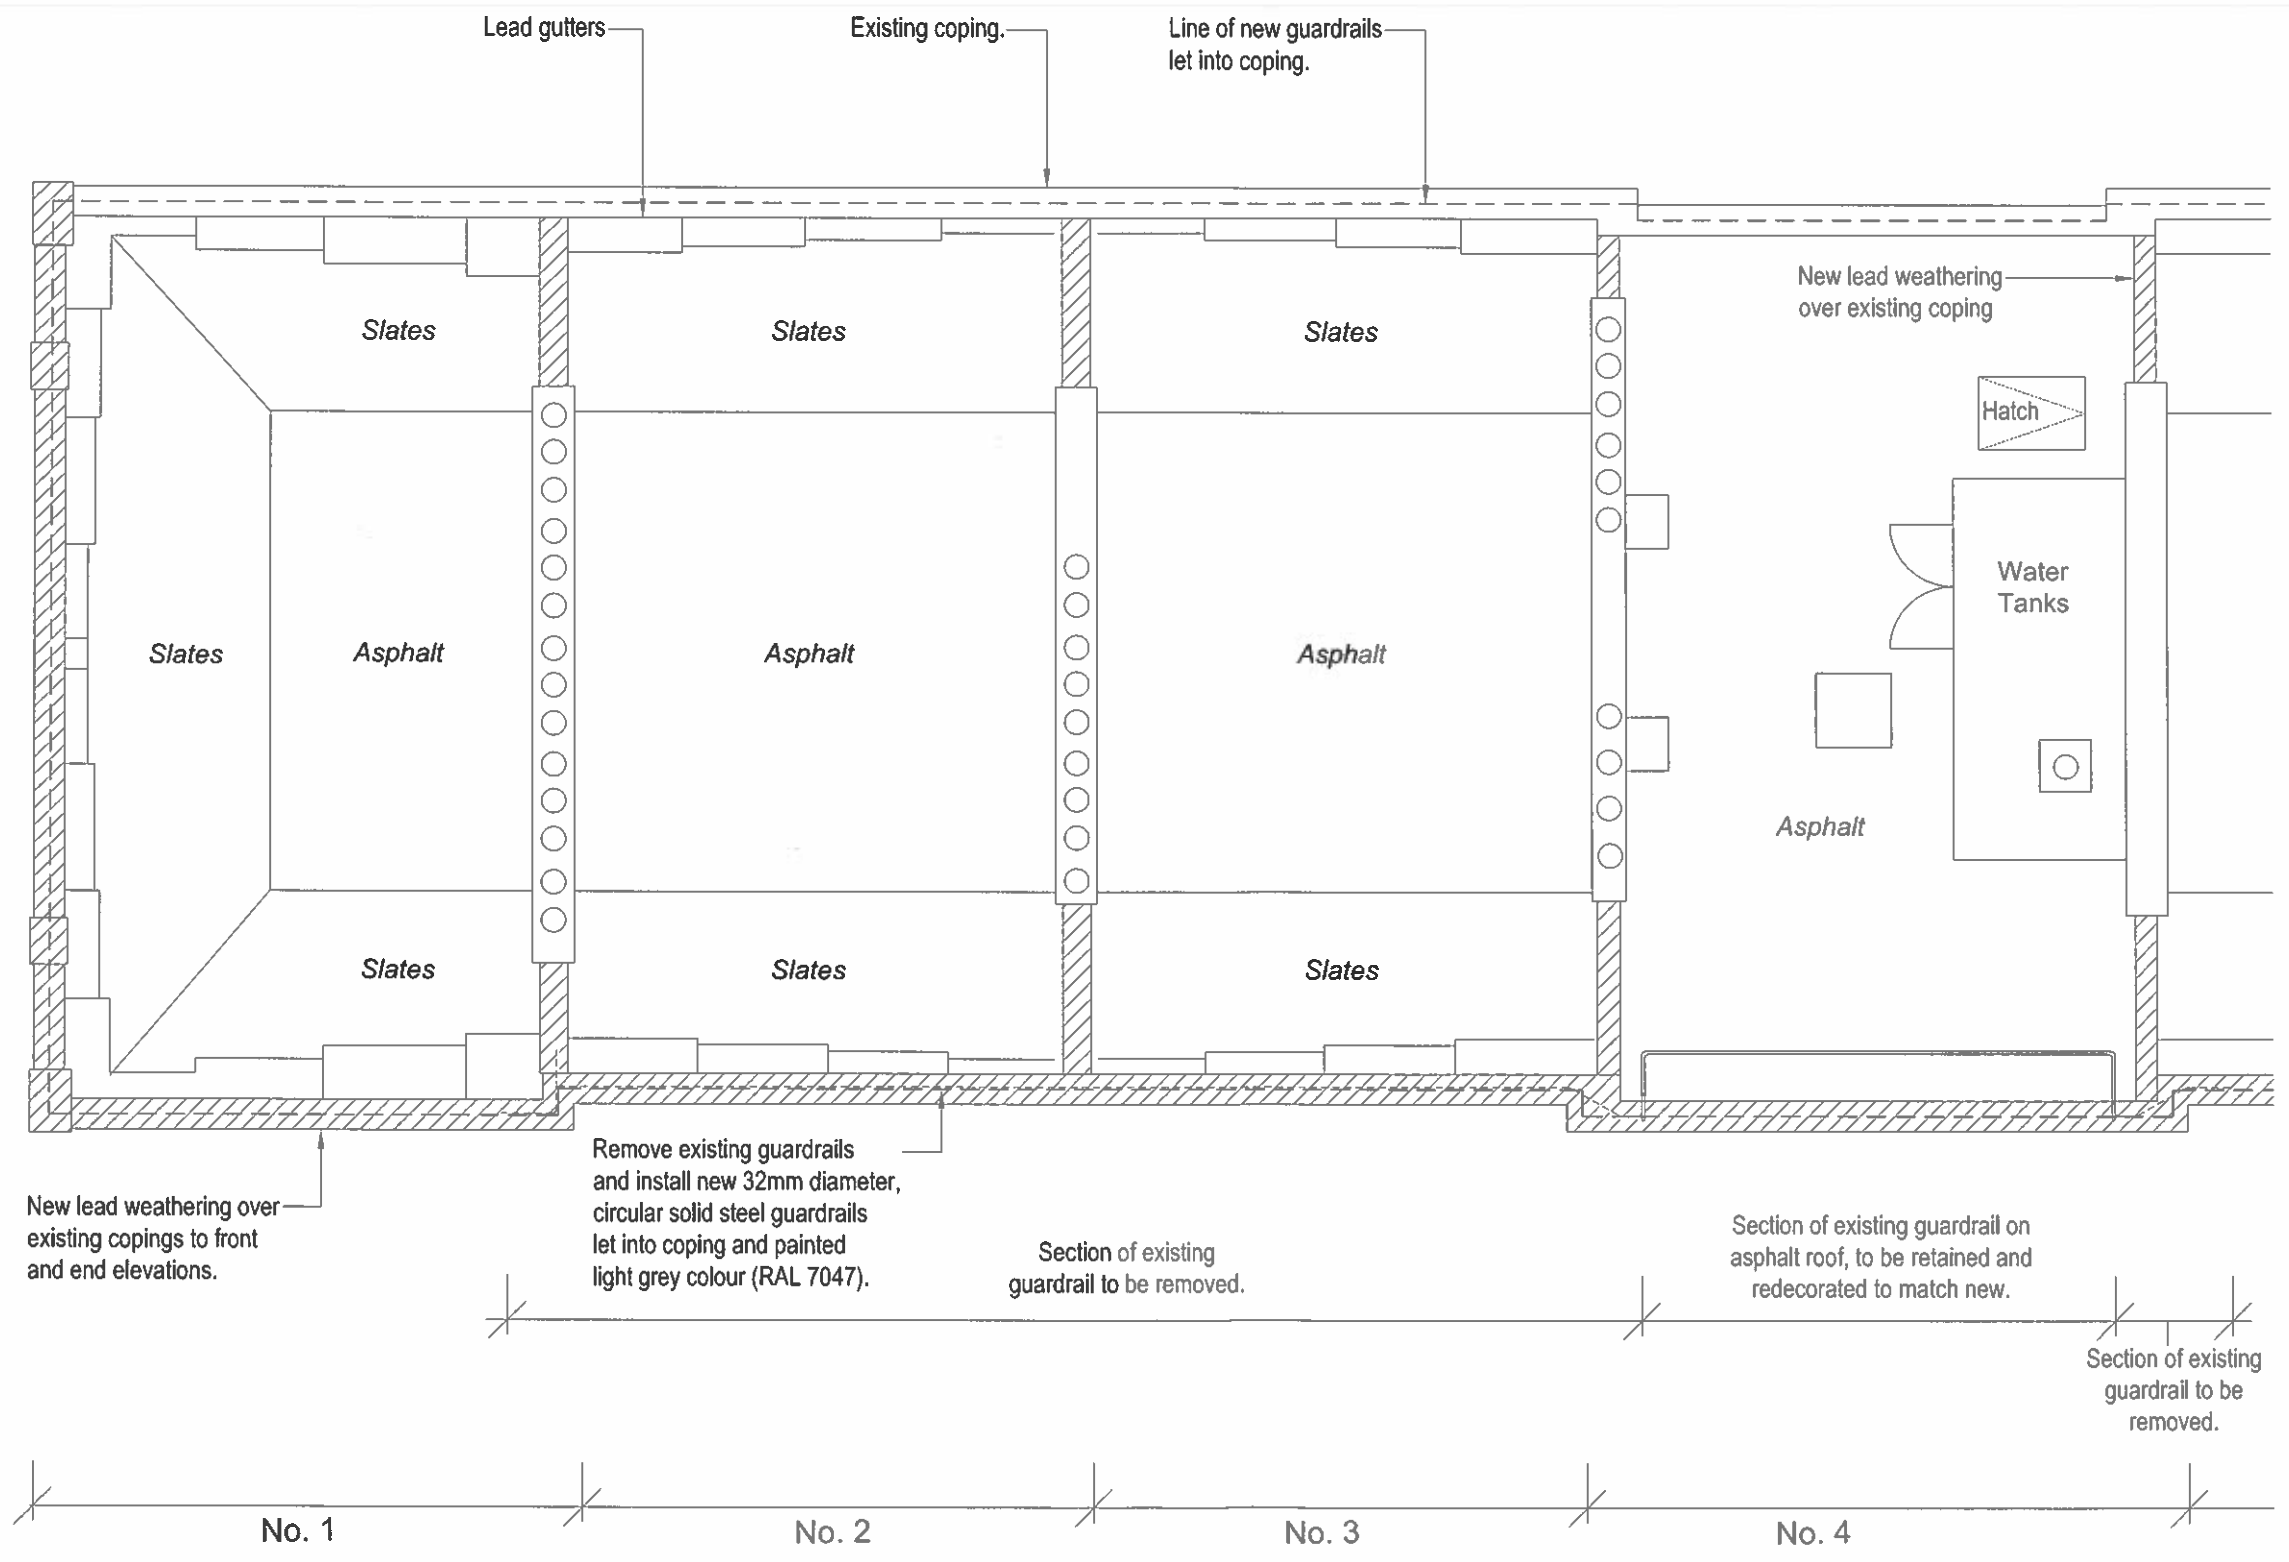 Lead gutters
Existing coping.
Line of new guardrails
let into coping.
New lead weathering
over existing coping
Slates
Slates
Slates
Hatch
Water
Tanks
Slates
Asphalt
Asphalt
Asphalt
Asphalt
Slates
Slates
Slates
Remove existing guardrails
and install new 32mm diameter,
circular solid steel guardrails
let into coping and painted
light grey colour (RAL 7047).
New lead weathering over
existing copings to front
and end elevations.
Section of existing
guardrail to be removed.
Section of existing guardrail on
asphalt roof, to be retained and
redecorated to match new.
Section of existing
guardrail to be
removed.
No. 1
No. 2
No. 3
No. 4